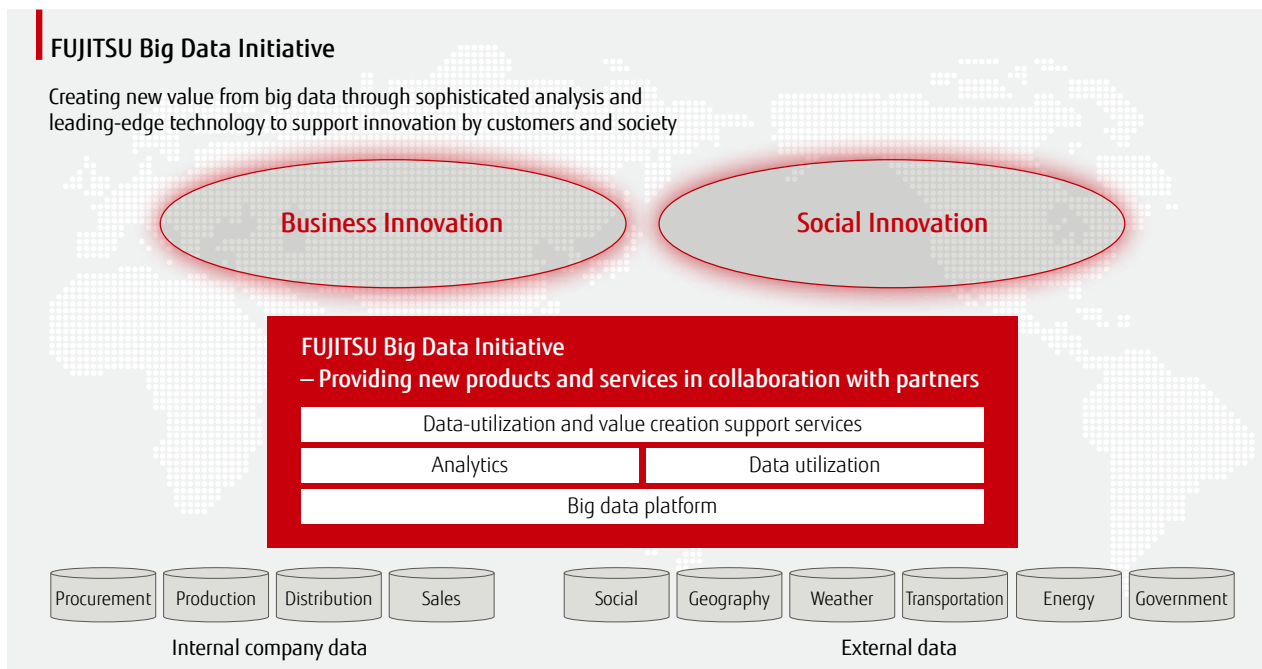 FUJITSU Big Data Initiative
Creating new value from big data through sophisticated analysis and
leading-edge technology to support innovation by customers and society
Business Innovation
Social Innovation
FUJITSU Big Data Initiative
– Providing new products and services in collaboration with partners
Data-utilization and value creation support services
Analytics
Data utilization
Big data platform
Procurement
Production
Distribution
Sales
Social
Geography
Weather
Transportation
Energy
Government
Internal company data
External data